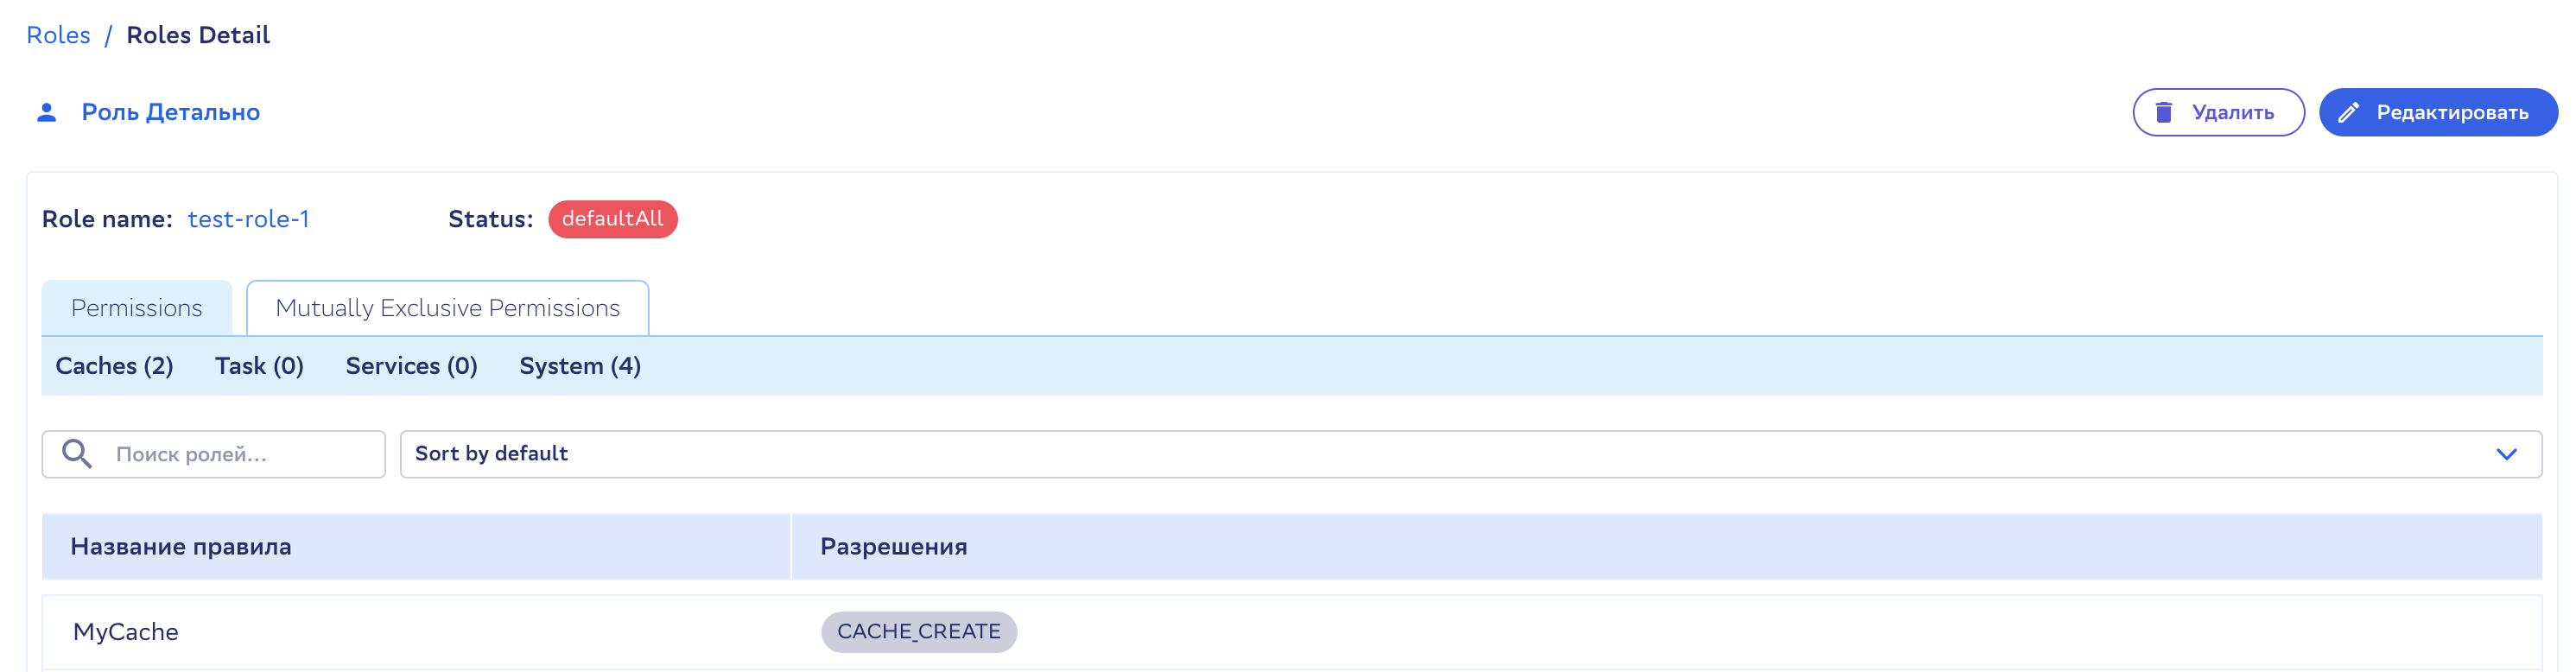 Roles / Roles Detail
Роль Детально
Удалить
Редактировать
Role name: test-role-1 Status: defaultAll
Permissions Mutually Exclusive Permissions
Caches (2) Task (0) Services (0) System (4)
Поиск ролей... Sort by default
Название правила Разрешения
MyCache CACHE_CREATE